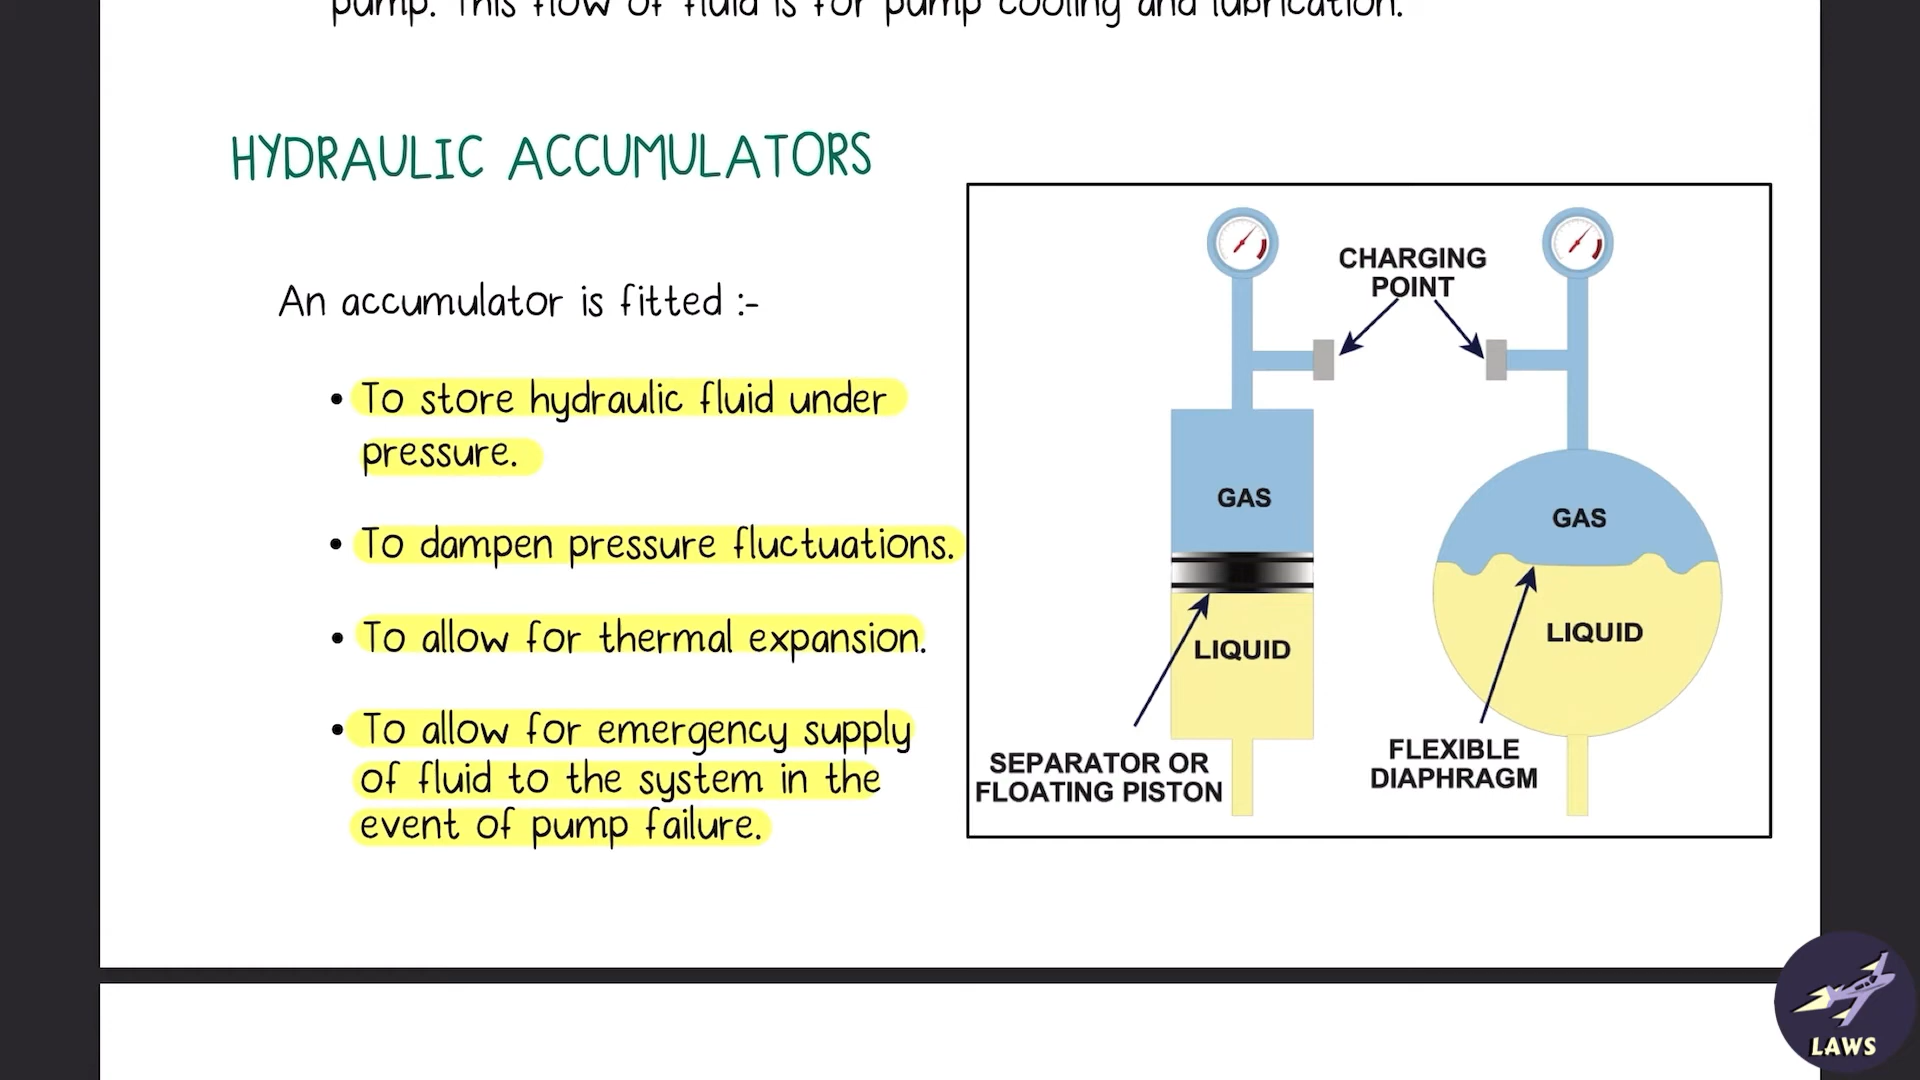 pump. This flow of fluid is for pump cooling and lubrication.
HYDRAULIC ACCUMULATORS
An accumulator is fitted :-
• To store hydraulic fluid under
pressure.
• To dampen pressure fluctuations.
• To allow for thermal expansion.
• To allow for emergency supply
of fluid to the system in the
event of pump failure.
CHARGING
POINT
GAS
LIQUID
SEPARATOR OR
FLOATING PISTON
GAS
LIQUID
FLEXIBLE
DIAPHRAGM
LAWS